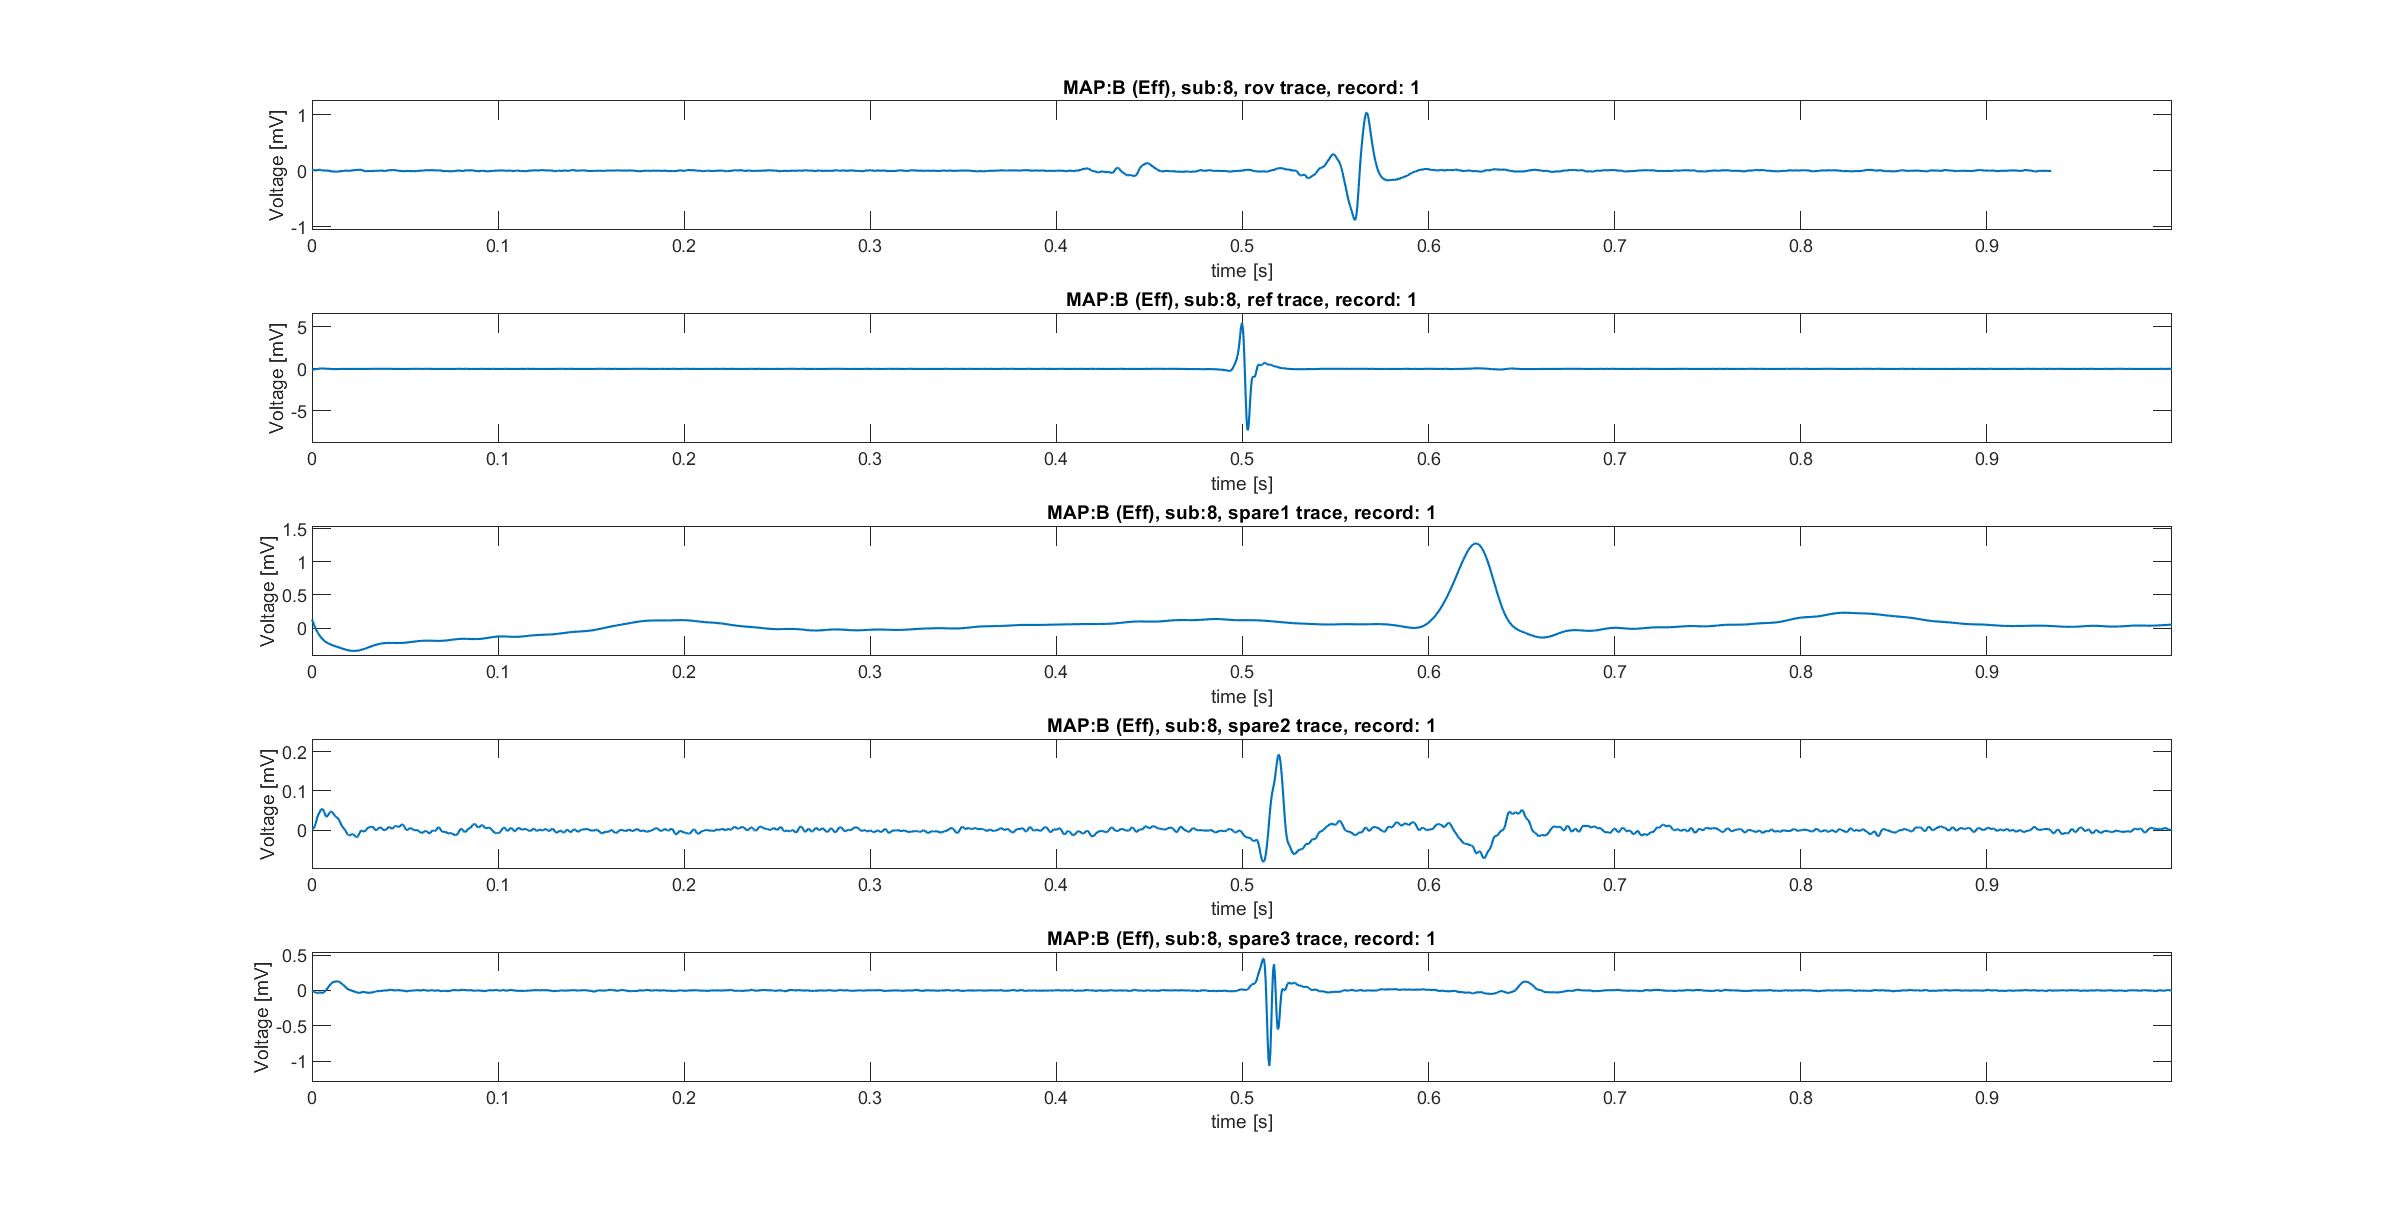 MAP:B (Eff), sub:8, rov trace, record: 1
Voltage [mV]
1
0
-1
0 0.1 0.2 0.3 0.4 0.5 0.6 0.7 0.8 0.9
time [s]
MAP:B (Eff), sub:8, ref trace, record: 1
Voltage [mV]
5
0
-5
0 0.1 0.2 0.3 0.4 0.5 0.6 0.7 0.8 0.9
time [s]
MAP:B (Eff), sub:8, spare1 trace, record: 1
Voltage [mV]
1.5
1
0.5
0
0 0.1 0.2 0.3 0.4 0.5 0.6 0.7 0.8 0.9
time [s]
MAP:B (Eff), sub:8, spare2 trace, record: 1
Voltage [mV]
0.2
0.1
0
0 0.1 0.2 0.3 0.4 0.5 0.6 0.7 0.8 0.9
time [s]
MAP:B (Eff), sub:8, spare3 trace, record: 1
Voltage [mV]
0.5
0
-0.5
-1
0 0.1 0.2 0.3 0.4 0.5 0.6 0.7 0.8 0.9
time [s]